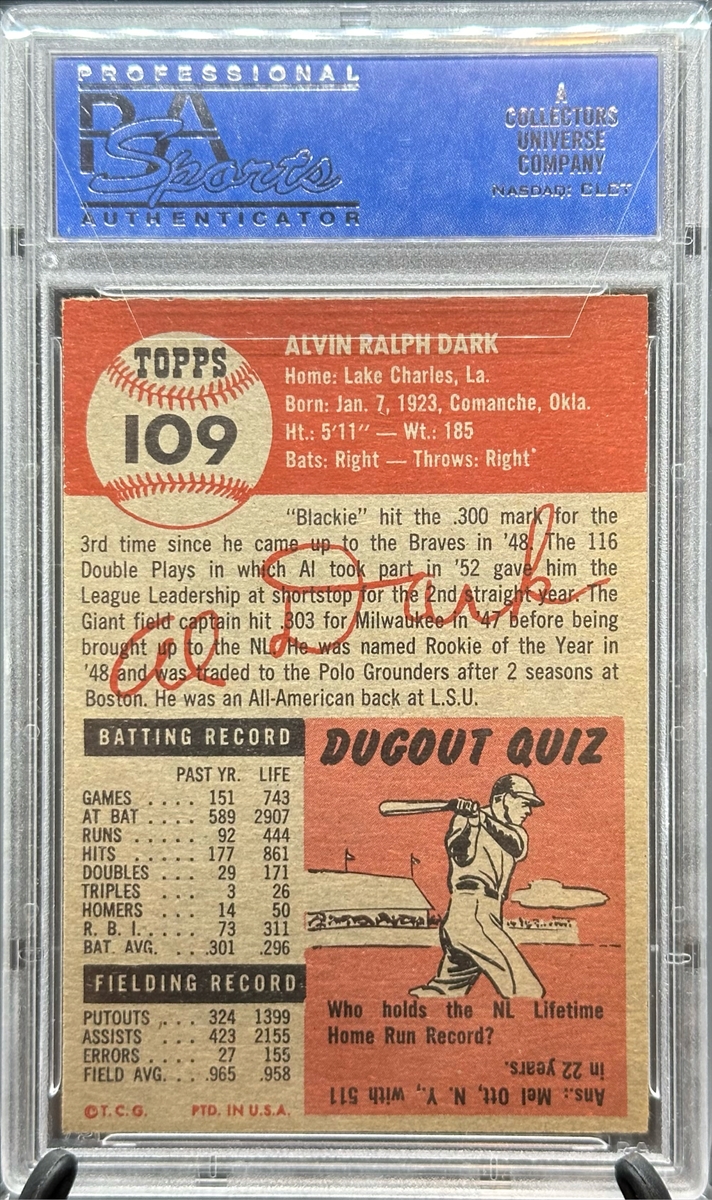 PROFESSIONAL
PSA
Sports
AUTHENTICATOR
A
COLLECTORS
UNIVERSE
COMPANY
NASDAQ: CLCT
TOPPS
109
ALVIN RALPH DARK
Home: Lake Charles, La.
Born: Jan. 7, 1923, Comanche, Okla.
Ht.: 5'11" — Wt.: 185
Bats: Right — Throws: Right
"Blackie" hit the .300 mark for the
3rd time since he came up to the Braves in '48. The 116
Double Plays in which Al took part in '52 gave him the
League Leadership at shortstop for the 2nd straight year. The
Giant field captain hit .303 for Milwaukee in '47 before being
brought up to the NL. He was named Rookie of the Year in
'48 and was traded to the Polo Grounders after 2 seasons at
Boston. He was an All-American back at L.S.U.
Al Dark
BATTING RECORD
PAST YR. LIFE
GAMES .... 151 743
AT BAT .... 589 2907
RUNS ..... 92 444
HITS ..... 177 861
DOUBLES ... 29 171
TRIPLES ... 3 26
HOMERS ... 14 50
R. B. I. .... 73 311
BAT. AVG. .. .301 .296
FIELDING RECORD
PUTOUTS ... 324 1399
ASSISTS ... 423 2155
ERRORS .... 27 155
FIELD AVG. .. .965 .958
©T.C.G. PTD. IN U.S.A.
DUGOUT QUIZ
Who holds the NL Lifetime
Home Run Record?
Ans.: Mel Ott, N. Y., with 511
in 22 years.